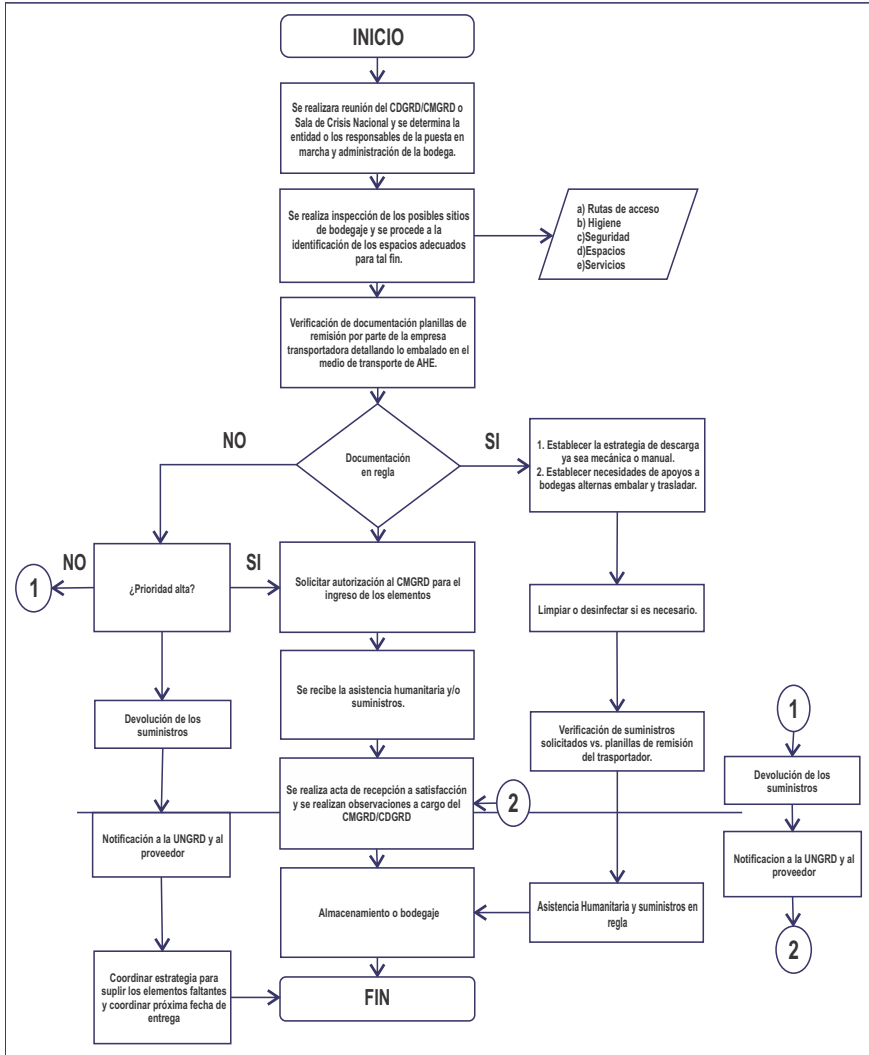 INICIO
Se realizara reunión del CDGRD/CMGRD o
Sala de Crisis Nacional y se determina la
entidad o los responsables de la puesta en
marcha y administración de la bodega.
Se realiza inspección de los posibles sitios
de bodegaje y se procede a la
identificación de los espacios adecuados
para tal fin.
a) Rutas de acceso
b) Higiene
c)Seguridad
d)Espacios
e)Servicios
Verificación de documentación planillas de
remisión por parte de la empresa
transportadora detallando lo embalado en el
medio de transporte de AHE.
NO
Documentación
en regla
SI
1. Establecer la estrategia de descarga
ya sea mecánica o manual.
2. Establecer necesidades de apoyos a
bodegas alternas embalar y trasladar.
1
NO
¿Prioridad alta?
SI
Solicitar autorización al CMGRD para el
ingreso de los elementos
Limpiar o desinfectar si es necesario.
Se recibe la asistencia humanitaria y/o
suministros.
Devolución de los
suministros
Verificación de suministros
solicitados vs. planillas de remisión
del trasportador.
1
Devolución de los
suministros
Se realiza acta de recepción a satisfacción
y se realizan observaciones a cargo del
CMGRD/CDGRD
2
Notificación a la UNGRD y al
proveedor
Notificacion a la UNGRD y al
proveedor
Almacenamiento o bodegaje
Asistencia Humanitaria y suministros en
regla
2
Coordinar estrategia para
suplir los elementos faltantes
y coordinar próxima fecha de
entrega
FIN